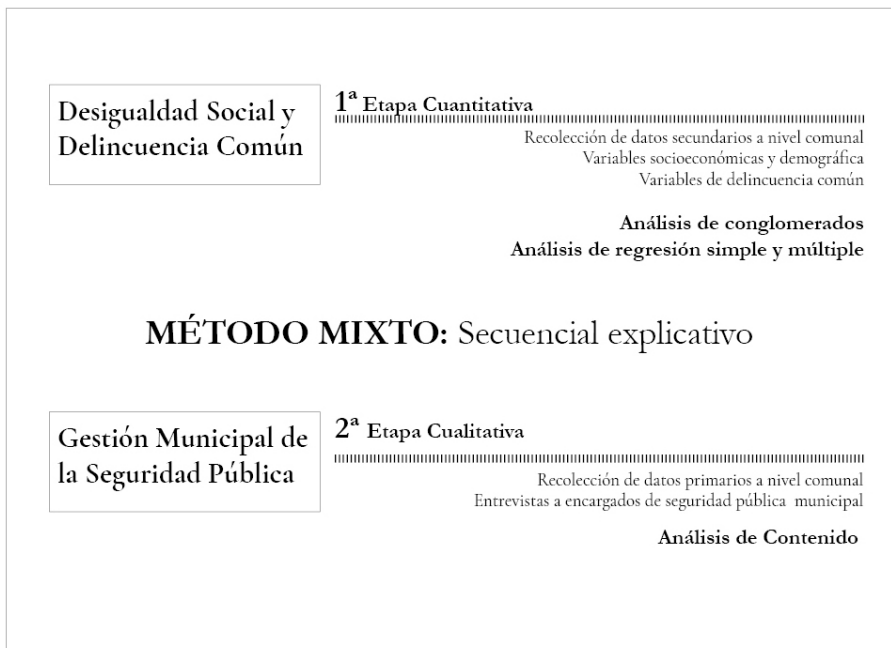 Desigualdad Social y
Delincuencia Común
1ª Etapa Cuantitativa
Recolección de datos secundarios a nivel comunal
Variables socioeconómicas y demográfica
Variables de delincuencia común
Análisis de conglomerados
Análisis de regresión simple y múltiple
MÉTODO MIXTO: Secuencial explicativo
Gestión Municipal de
la Seguridad Pública
2ª Etapa Cualitativa
Recolección de datos primarios a nivel comunal
Entrevistas a encargados de seguridad pública municipal
Análisis de Contenido